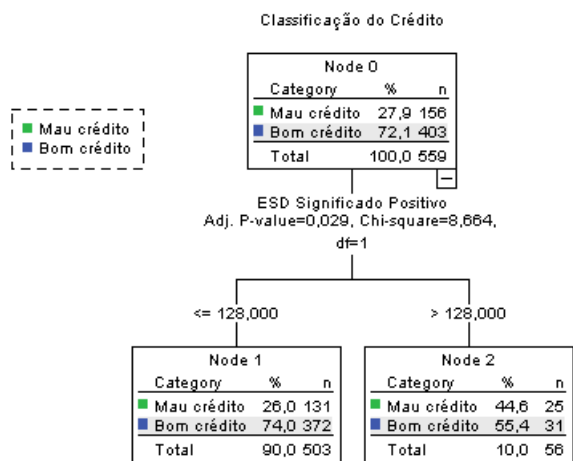 Classificação do Crédito
Mau crédito
Bom crédito
Node 0
Category % n
Mau crédito 27,9 156
Bom crédito 72,1 403
Total 100,0 559
ESD Significado Positivo
Adj. P-value=0,029, Chi-square=8,664,
df=1
<= 128,000
> 128,000
Node 1
Category % n
Mau crédito 26,0 131
Bom crédito 74,0 372
Total 90,0 503
Node 2
Category % n
Mau crédito 44,6 25
Bom crédito 55,4 31
Total 10,0 56